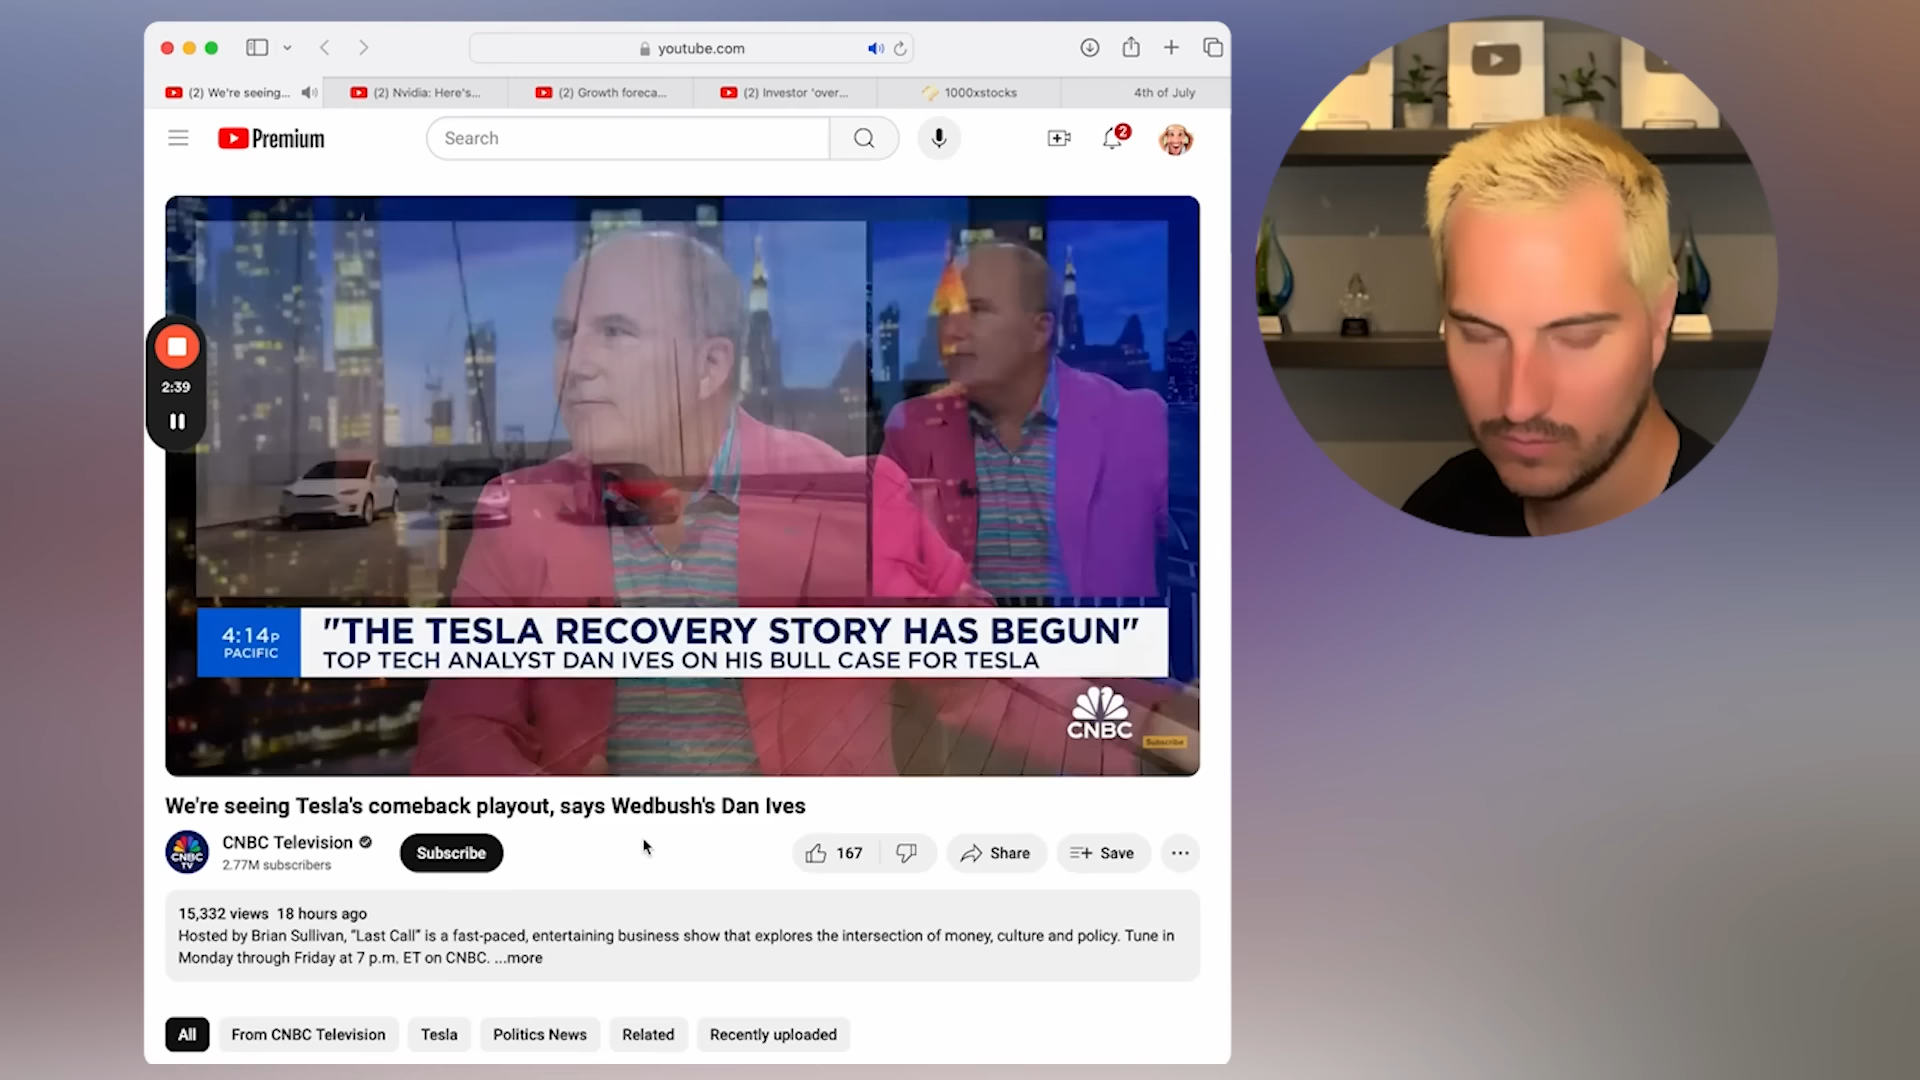 youtube.com
(2) We're seeing...
(2) Nvidia: Here's...
(2) Growth foreca...
(2) Investor 'over...
1000xstocks
4th of July
Premium
Search
2
2:39
4:14P
PACIFIC
"THE TESLA RECOVERY STORY HAS BEGUN"
TOP TECH ANALYST DAN IVES ON HIS BULL CASE FOR TESLA
CNBC
Subscribe
We're seeing Tesla's comeback playout, says Wedbush's Dan Ives
CNBC
TV
CNBC Television
2.77M subscribers
Subscribe
167
Share
Save
15,332 views 18 hours ago
Hosted by Brian Sullivan, "Last Call" is a fast-paced, entertaining business show that explores the intersection of money, culture and policy. Tune in
Monday through Friday at 7 p.m. ET on CNBC. ...more
All
From CNBC Television
Tesla
Politics News
Related
Recently uploaded